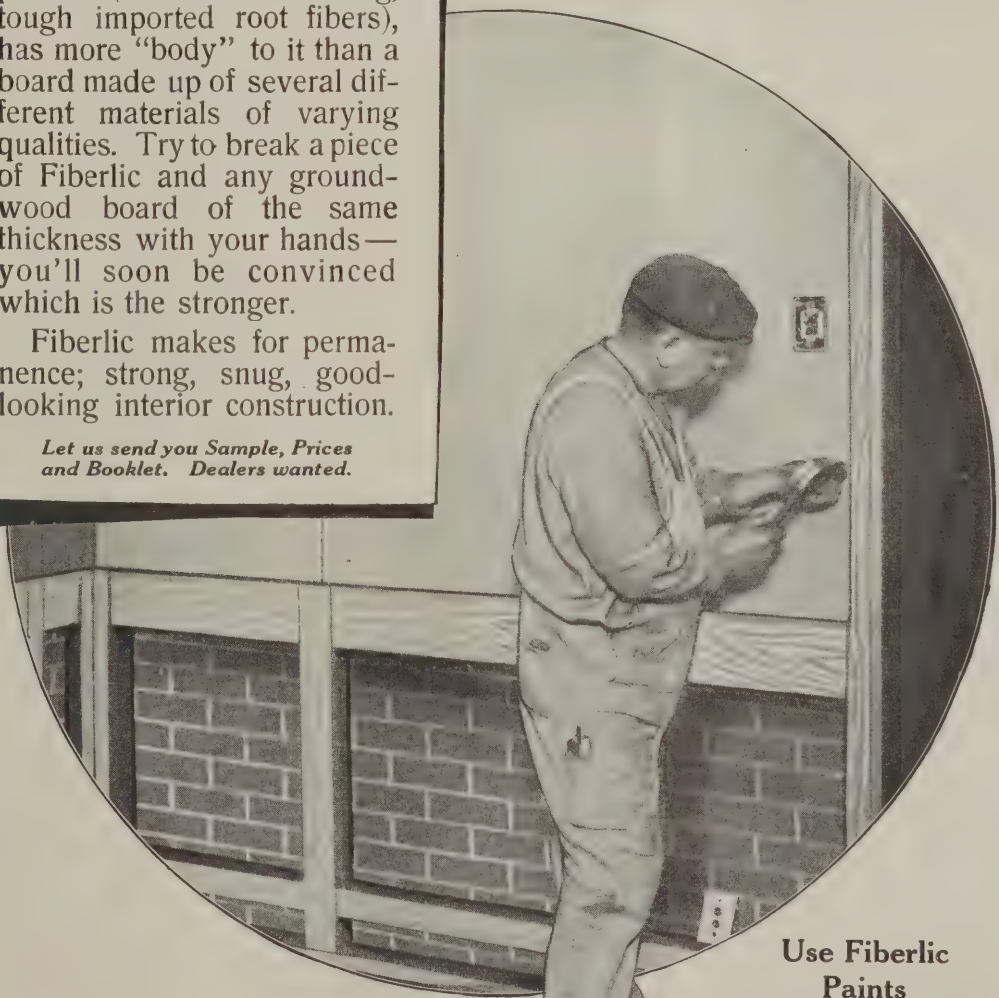 tough imported root fibers),
has more “body” to it than a
board made up of several dif-
ferent materials of varying
qualities. Try to break a piece
of Fiberlic and any ground-
wood board of the same
thickness with your hands—
you'll soon be convinced
which is the stronger.
Fiberlic makes for perma-
nence; strong, snug, good-
looking interior construction.
Let us send you Sample, Prices
and Booklet. Dealers wanted.
Use Fiberlic
Paints